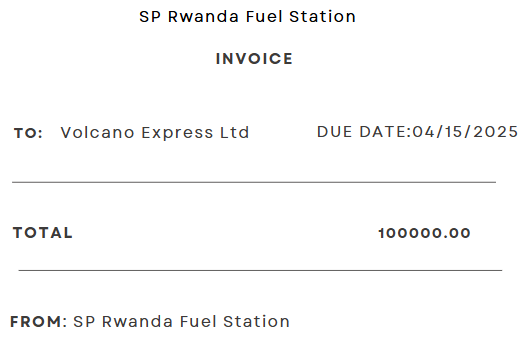 SP Rwanda Fuel Station
INVOICE
TO: Volcano Express Ltd DUE DATE:04/15/2025
TOTAL 100000.00
FROM: SP Rwanda Fuel Station